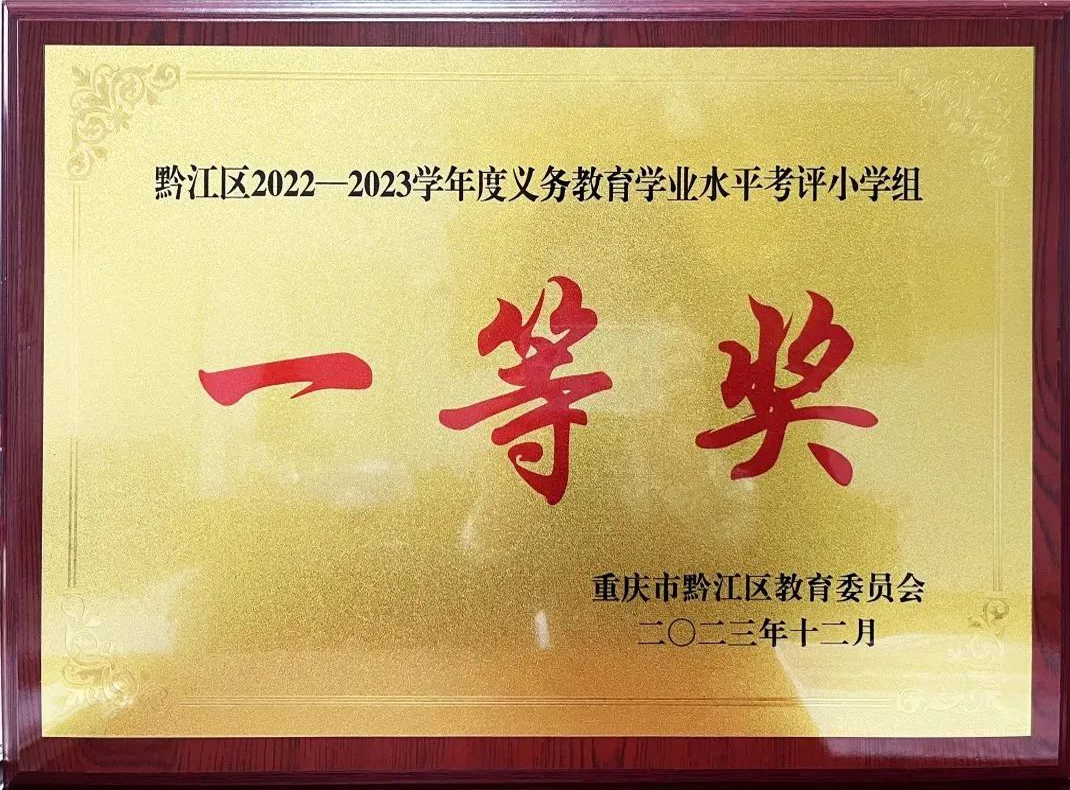 黔江区2022—2023学年度义务教育学业水平考评小学组
一等奖
重庆市黔江区教育委员会
二〇二三年十二月